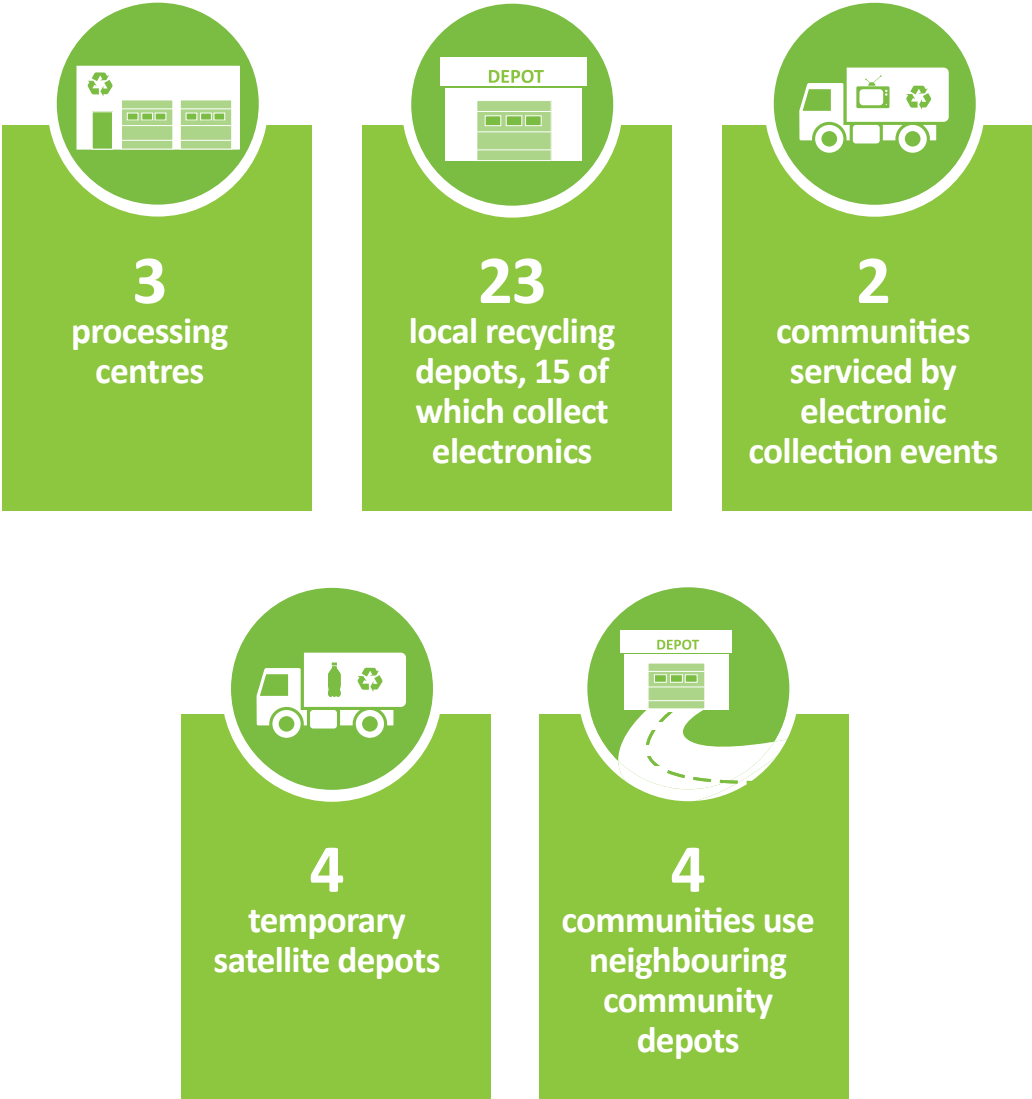 DEPOT
3
processing
centres
23
local recycling
depots, 15 of
which collect
electronics
2
communities
serviced by
electronic
collection events
DEPOT
4
temporary
satellite depots
4
communities use
neighbouring
community
depots